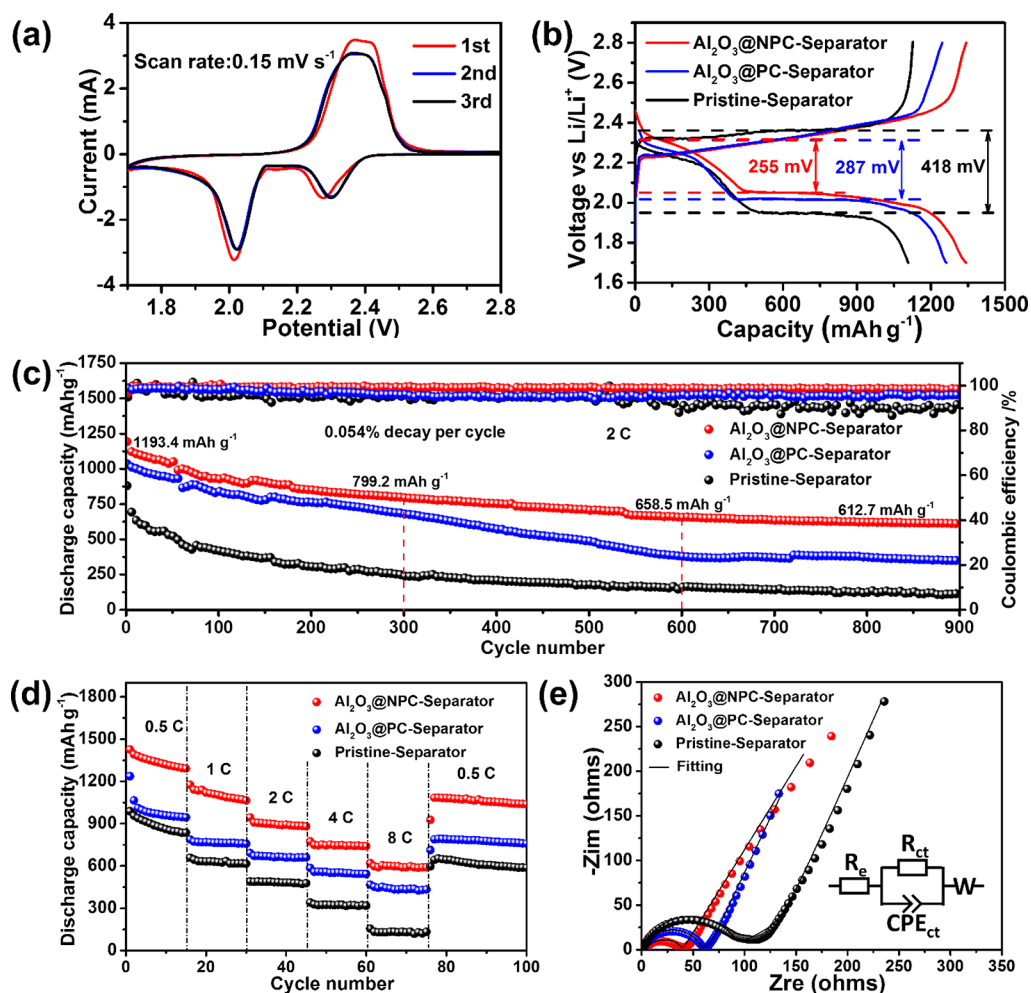 (a)
Scan rate:0.15 mV s⁻¹
1st
2nd
3rd
Current (mA)
4
2
0
-2
-4
1.8
2.0
2.2
2.4
2.6
2.8
Potential (V)
(b)
Al₂O₃@NPC-Separator
Al₂O₃@PC-Separator
Pristine-Separator
255 mV
287 mV
418 mV
Voltage vs Li/Li⁺ (V)
2.8
2.6
2.4
2.2
2.0
1.8
1.6
0
300
600
900
1200
1500
Capacity (mAh g⁻¹)
(c)
1193.4 mAh g⁻¹
0.054% decay per cycle
2 C
Al₂O₃@NPC-Separator
Al₂O₃@PC-Separator
Pristine-Separator
799.2 mAh g⁻¹
658.5 mAh g⁻¹
612.7 mAh g⁻¹
Discharge capacity (mAhg⁻¹)
1750
1500
1250
1000
750
500
250
0
Coulombic efficiency /%
100
80
60
40
20
0
0
100
200
300
400
500
600
700
800
900
Cycle number
(d)
Al₂O₃@NPC-Separator
Al₂O₃@PC-Separator
Pristine-Separator
0.5 C
1 C
2 C
4 C
8 C
0.5 C
Discharge capacity (mAhg⁻¹)
1800
1500
1200
900
600
300
0
0
20
40
60
80
100
Cycle number
(e)
Al₂O₃@NPC-Separator
Al₂O₃@PC-Separator
Pristine-Separator
Fitting
Rₑ
R_ct
CPE_ct
W
-Zim (ohms)
300
250
200
150
100
50
0
0
50
100
150
200
250
300
350
Zre (ohms)